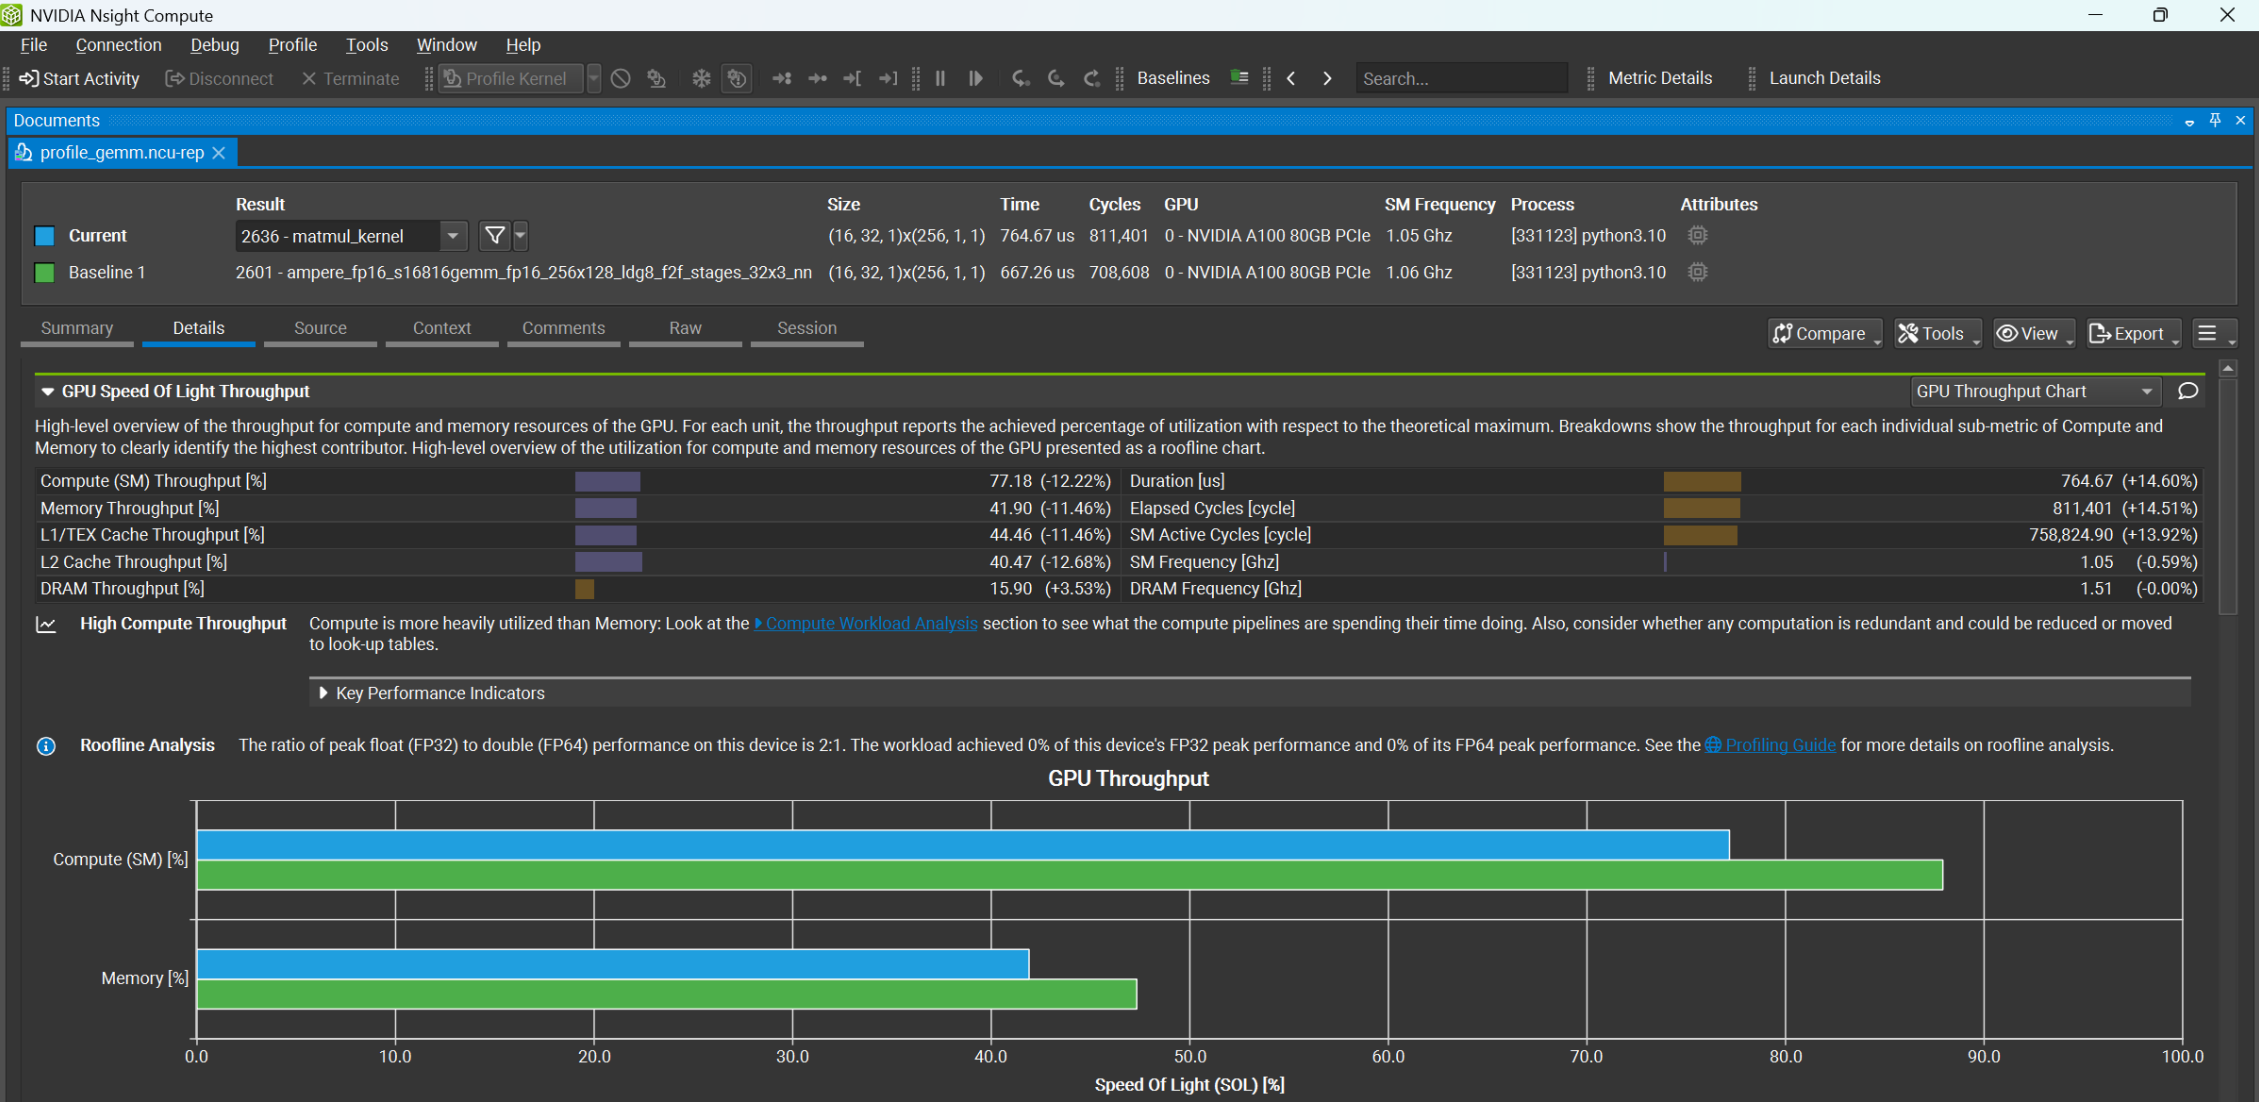 NVIDIA Nsight Compute
File Connection Debug Profile Tools Window Help
Start Activity Disconnect Terminate Profile Kernel Baselines Search... Metric Details Launch Details
Documents
profile_gemm.ncu-rep
Result Size Time Cycles GPU SM Frequency Process Attributes
Current 2636 - matmul_kernel (16, 32, 1)x(256, 1, 1) 764.67 us 811,401 0 - NVIDIA A100 80GB PCIe 1.05 Ghz [331123] python3.10
Baseline 1 2601 - ampere_fp16_s16816gemm_fp16_256x128_ldg8_f2f_stages_32x3_nn (16, 32, 1)x(256, 1, 1) 667.26 us 708,608 0 - NVIDIA A100 80GB PCIe 1.06 Ghz [331123] python3.10
Summary Details Source Context Comments Raw Session Compare Tools View Export
GPU Speed Of Light Throughput GPU Throughput Chart
High-level overview of the throughput for compute and memory resources of the GPU. For each unit, the throughput reports the achieved percentage of utilization with respect to the theoretical maximum. Breakdowns show the throughput for each individual sub-metric of Compute and
Memory to clearly identify the highest contributor. High-level overview of the utilization for compute and memory resources of the GPU presented as a roofline chart.
Compute (SM) Throughput [%] 77.18 (-12.22%) Duration [us] 764.67 (+14.60%)
Memory Throughput [%] 41.90 (-11.46%) Elapsed Cycles [cycle] 811,401 (+14.51%)
L1/TEX Cache Throughput [%] 44.46 (-11.46%) SM Active Cycles [cycle] 758,824.90 (+13.92%)
L2 Cache Throughput [%] 40.47 (-12.68%) SM Frequency [Ghz] 1.05 (-0.59%)
DRAM Throughput [%] 15.90 (+3.53%) DRAM Frequency [Ghz] 1.51 (-0.00%)
High Compute Throughput Compute is more heavily utilized than Memory: Look at the Compute Workload Analysis section to see what the compute pipelines are spending their time doing. Also, consider whether any computation is redundant and could be reduced or moved
to look-up tables.
Key Performance Indicators
Roofline Analysis The ratio of peak float (FP32) to double (FP64) performance on this device is 2:1. The workload achieved 0% of this device's FP32 peak performance and 0% of its FP64 peak performance. See the Profiling Guide for more details on roofline analysis.
GPU Throughput
Compute (SM) [%]
Memory [%]
0.0 10.0 20.0 30.0 40.0 50.0 60.0 70.0 80.0 90.0 100.0
Speed Of Light (SOL) [%]